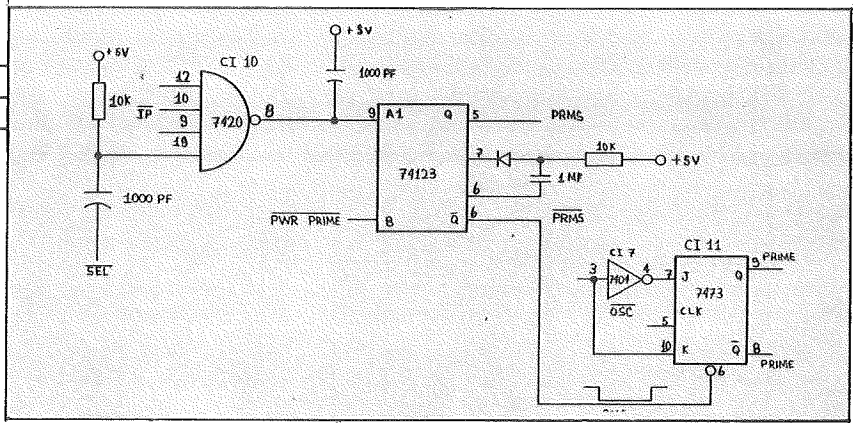 +5V
CI 10
+5V
10K
12
10
IP
9
13
7420
8
1000 PF
1000 PF
SEL
9
A1
Q
5
PRMS
74123
7
10K
+5V
1 MF
6
PWR PRIME
B
Q
6
PRMS
CI 7
3
4
OSC
CI 11
7
J
7473
Q
9
PRIME
5
CLK
10
K
Q
8
PRIME
6